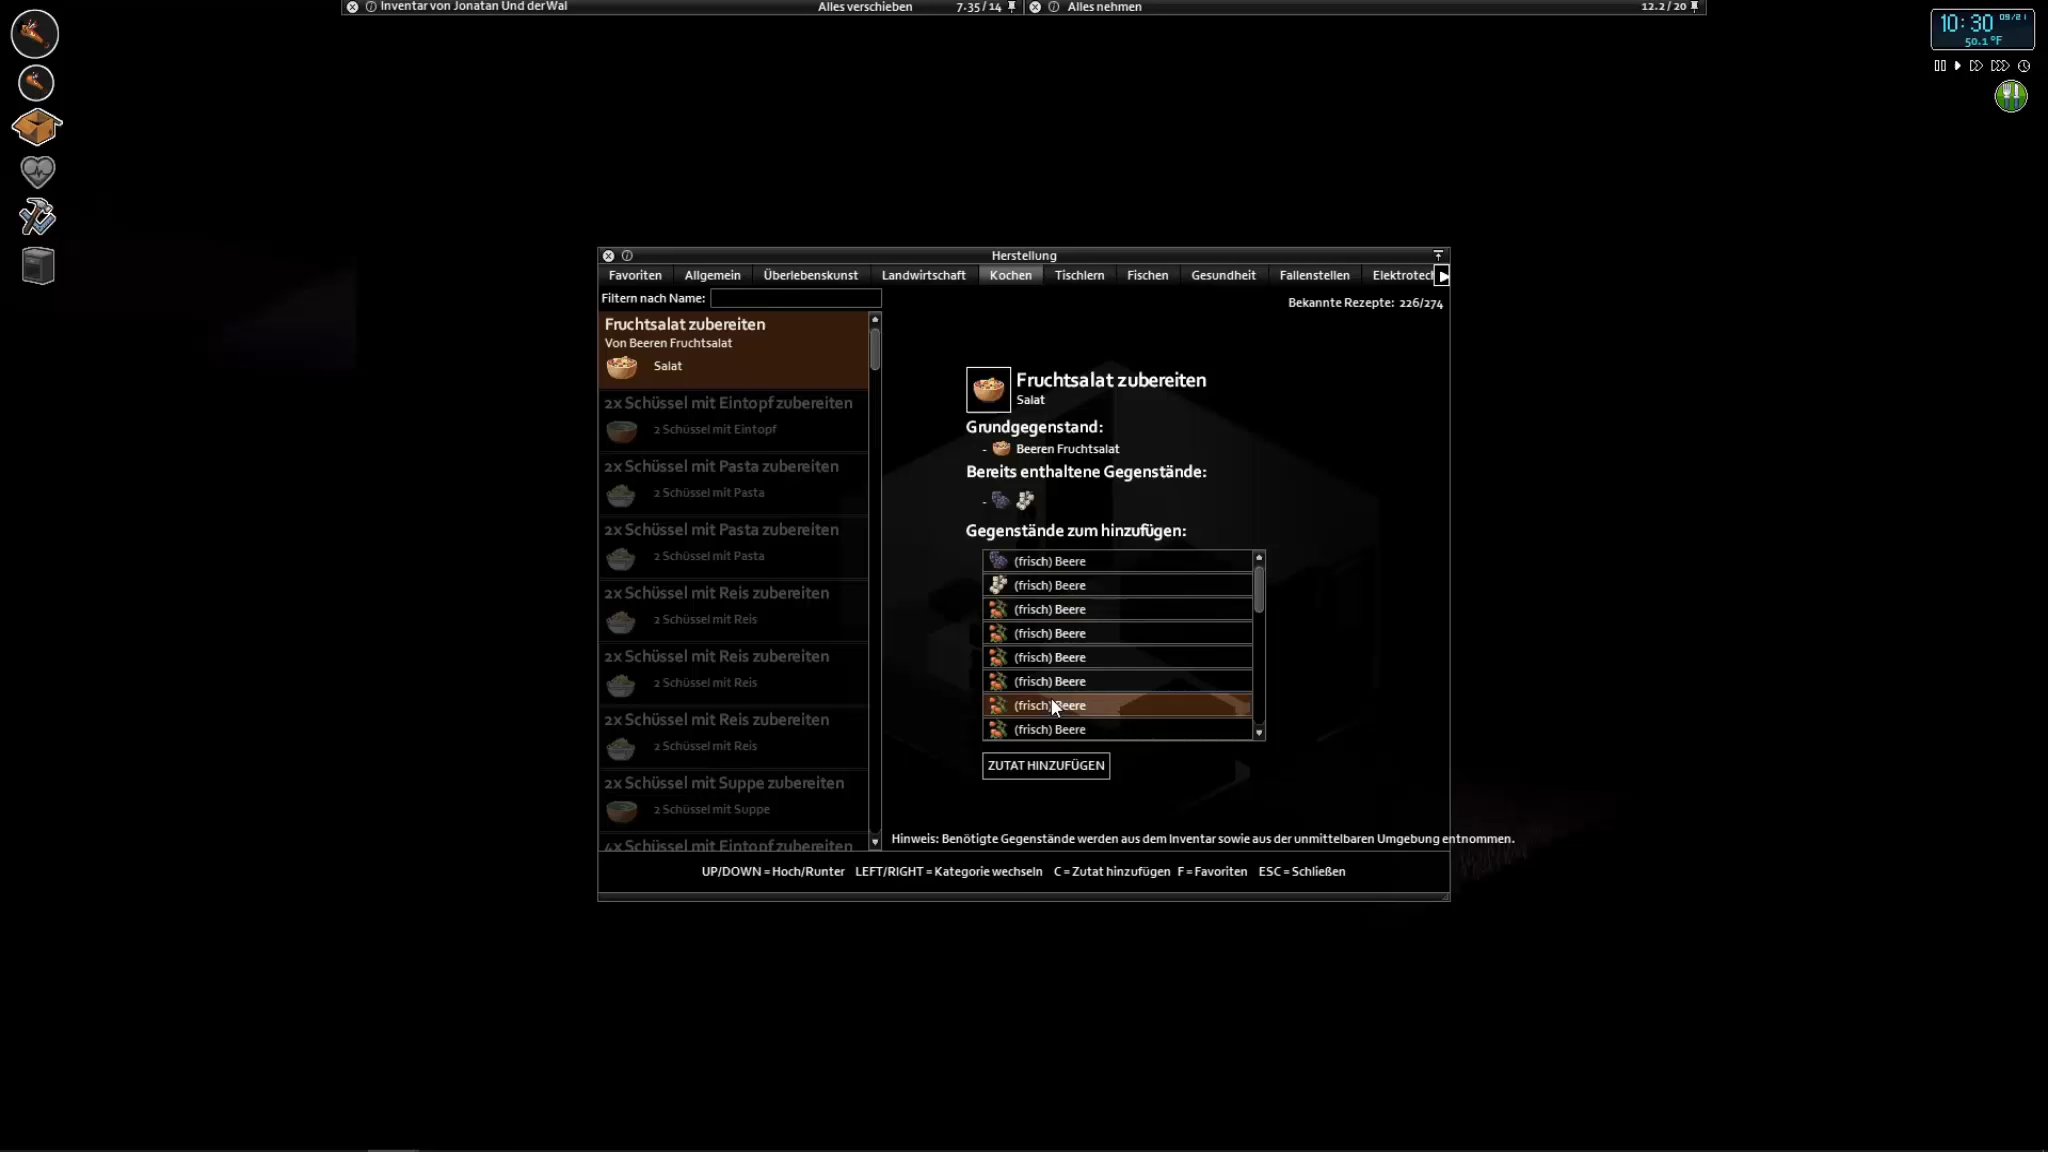 Inventar von Jonatan Und der Wal
Alles verschieben
7.35 / 14
Alles nehmen
12.2 / 20
10:30
09/21
50.1 °F
Herstellung
Favoriten
Allgemein
Überlebenskunst
Landwirtschaft
Kochen
Tischlern
Fischen
Gesundheit
Fallenstellen
Elektrotech
Filtern nach Name:
Bekannte Rezepte: 226/274
Fruchtsalat zubereiten
Von Beeren Fruchtsalat
Salat
2x Schüssel mit Eintopf zubereiten
2 Schüssel mit Eintopf
2x Schüssel mit Pasta zubereiten
2 Schüssel mit Pasta
2x Schüssel mit Pasta zubereiten
2 Schüssel mit Pasta
2x Schüssel mit Reis zubereiten
2 Schüssel mit Reis
2x Schüssel mit Reis zubereiten
2 Schüssel mit Reis
2x Schüssel mit Reis zubereiten
2 Schüssel mit Reis
2x Schüssel mit Suppe zubereiten
2 Schüssel mit Suppe
4x Schüssel mit Eintopf zubereiten
Fruchtsalat zubereiten
Salat
Grundgegenstand:
- Beeren Fruchtsalat
Bereits enthaltene Gegenstände:
-
Gegenstände zum hinzufügen:
(frisch) Beere
(frisch) Beere
(frisch) Beere
(frisch) Beere
(frisch) Beere
(frisch) Beere
(frisch) Beere
(frisch) Beere
ZUTAT HINZUFÜGEN
Hinweis: Benötigte Gegenstände werden aus dem Inventar sowie aus der unmittelbaren Umgebung entnommen.
UP/DOWN = Hoch/Runter LEFT/RIGHT = Kategorie wechseln C = Zutat hinzufügen F = Favoriten ESC = Schließen